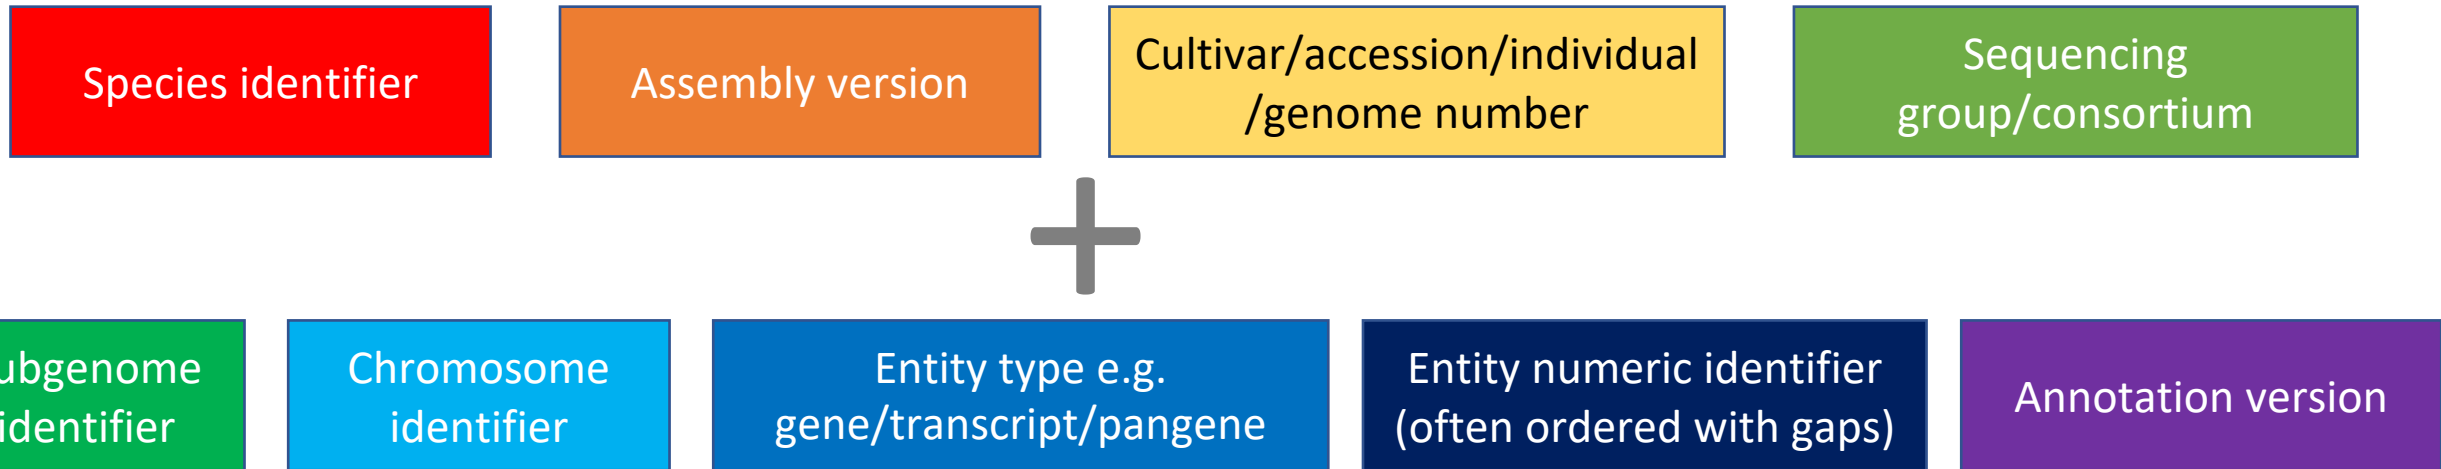 Species identifier
Assembly version
Cultivar/accession/individual
/genome number
Sequencing
group/consortium
+
ubgenome
identifier
Chromosome
identifier
Entity type e.g.
gene/transcript/pangene
Entity numeric identifier
(often ordered with gaps)
Annotation version